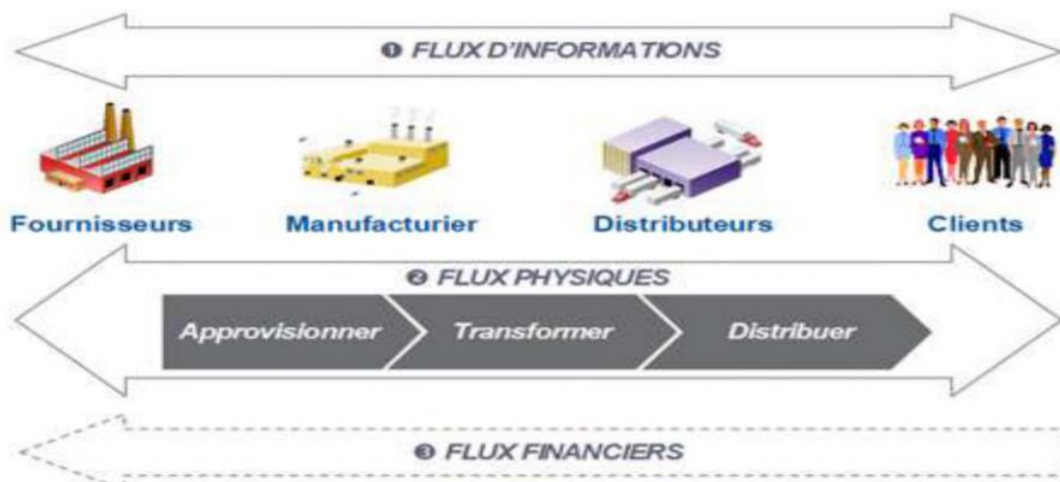 ❶ FLUX D'INFORMATIONS
Fournisseurs Manufacturier Distributeurs Clients
❷ FLUX PHYSIQUES
Approvisionner Transformer Distribuer
❸ FLUX FINANCIERS